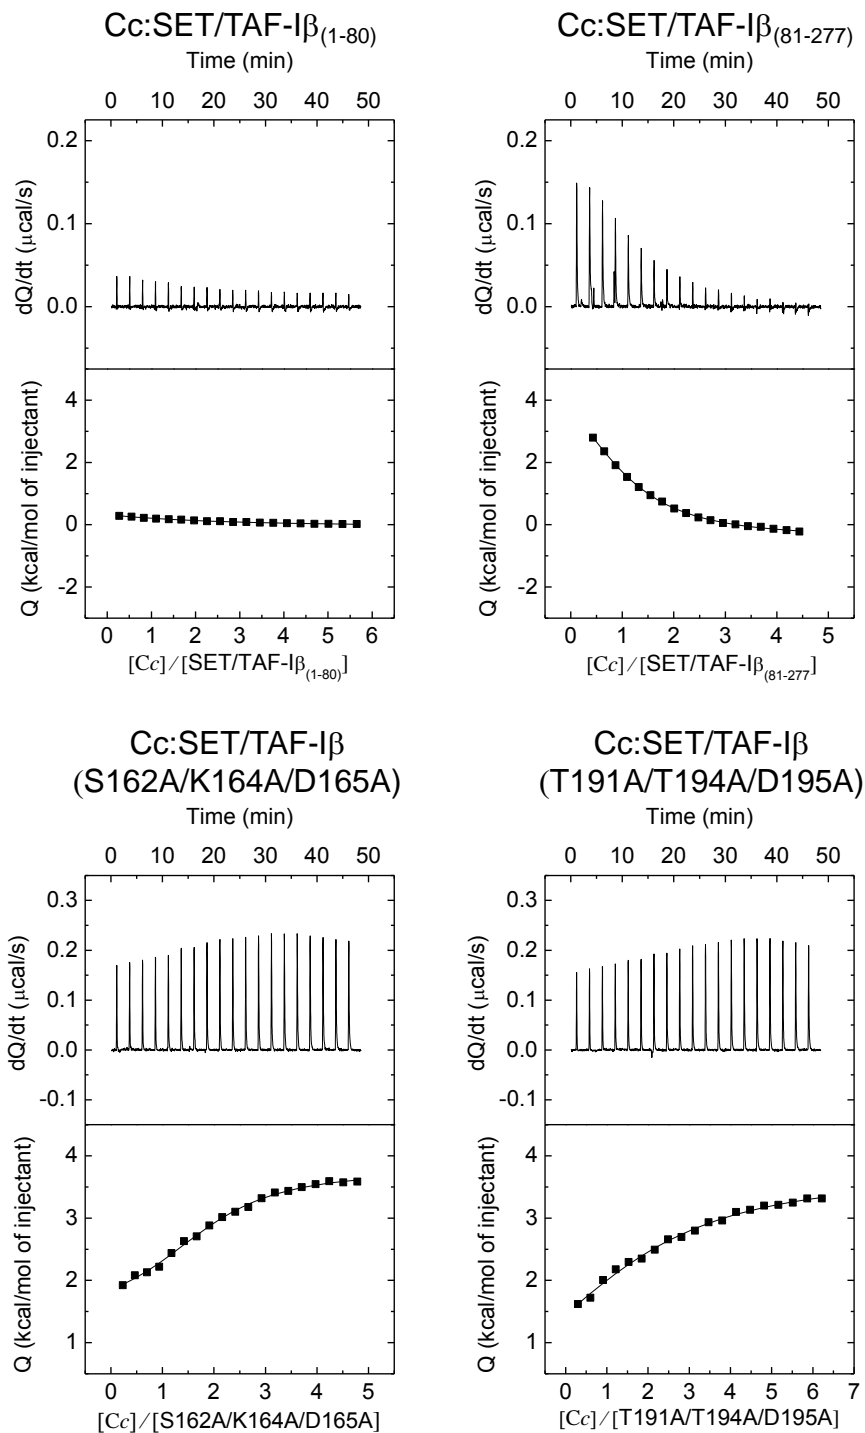 Cc:SET/TAF-Iβ(1-80)
Time (min)
0 10 20 30 40 50
0.2
0.1
0.0
dQ/dt (μcal/s)
4
2
0
-2
Q (kcal/mol of injectant)
0 1 2 3 4 5 6
[Cc]/[SET/TAF-Iβ(1-80)]
Cc:SET/TAF-Iβ(81-277)
Time (min)
0 10 20 30 40 50
0.2
0.1
0.0
dQ/dt (μcal/s)
4
2
0
-2
Q (kcal/mol of injectant)
0 1 2 3 4 5
[Cc]/[SET/TAF-Iβ(81-277]
Cc:SET/TAF-Iβ
(S162A/K164A/D165A)
Time (min)
0 10 20 30 40 50
0.3
0.2
0.1
0.0
-0.1
dQ/dt (μcal/s)
4
3
2
1
Q (kcal/mol of injectant)
0 1 2 3 4 5
[Cc]/[S162A/K164A/D165A]
Cc:SET/TAF-Iβ
(T191A/T194A/D195A)
Time (min)
0 10 20 30 40 50
0.3
0.2
0.1
0.0
-0.1
dQ/dt (μcal/s)
4
3
2
1
Q (kcal/mol of injectant)
0 1 2 3 4 5 6 7
[Cc]/[T191A/T194A/D195A]